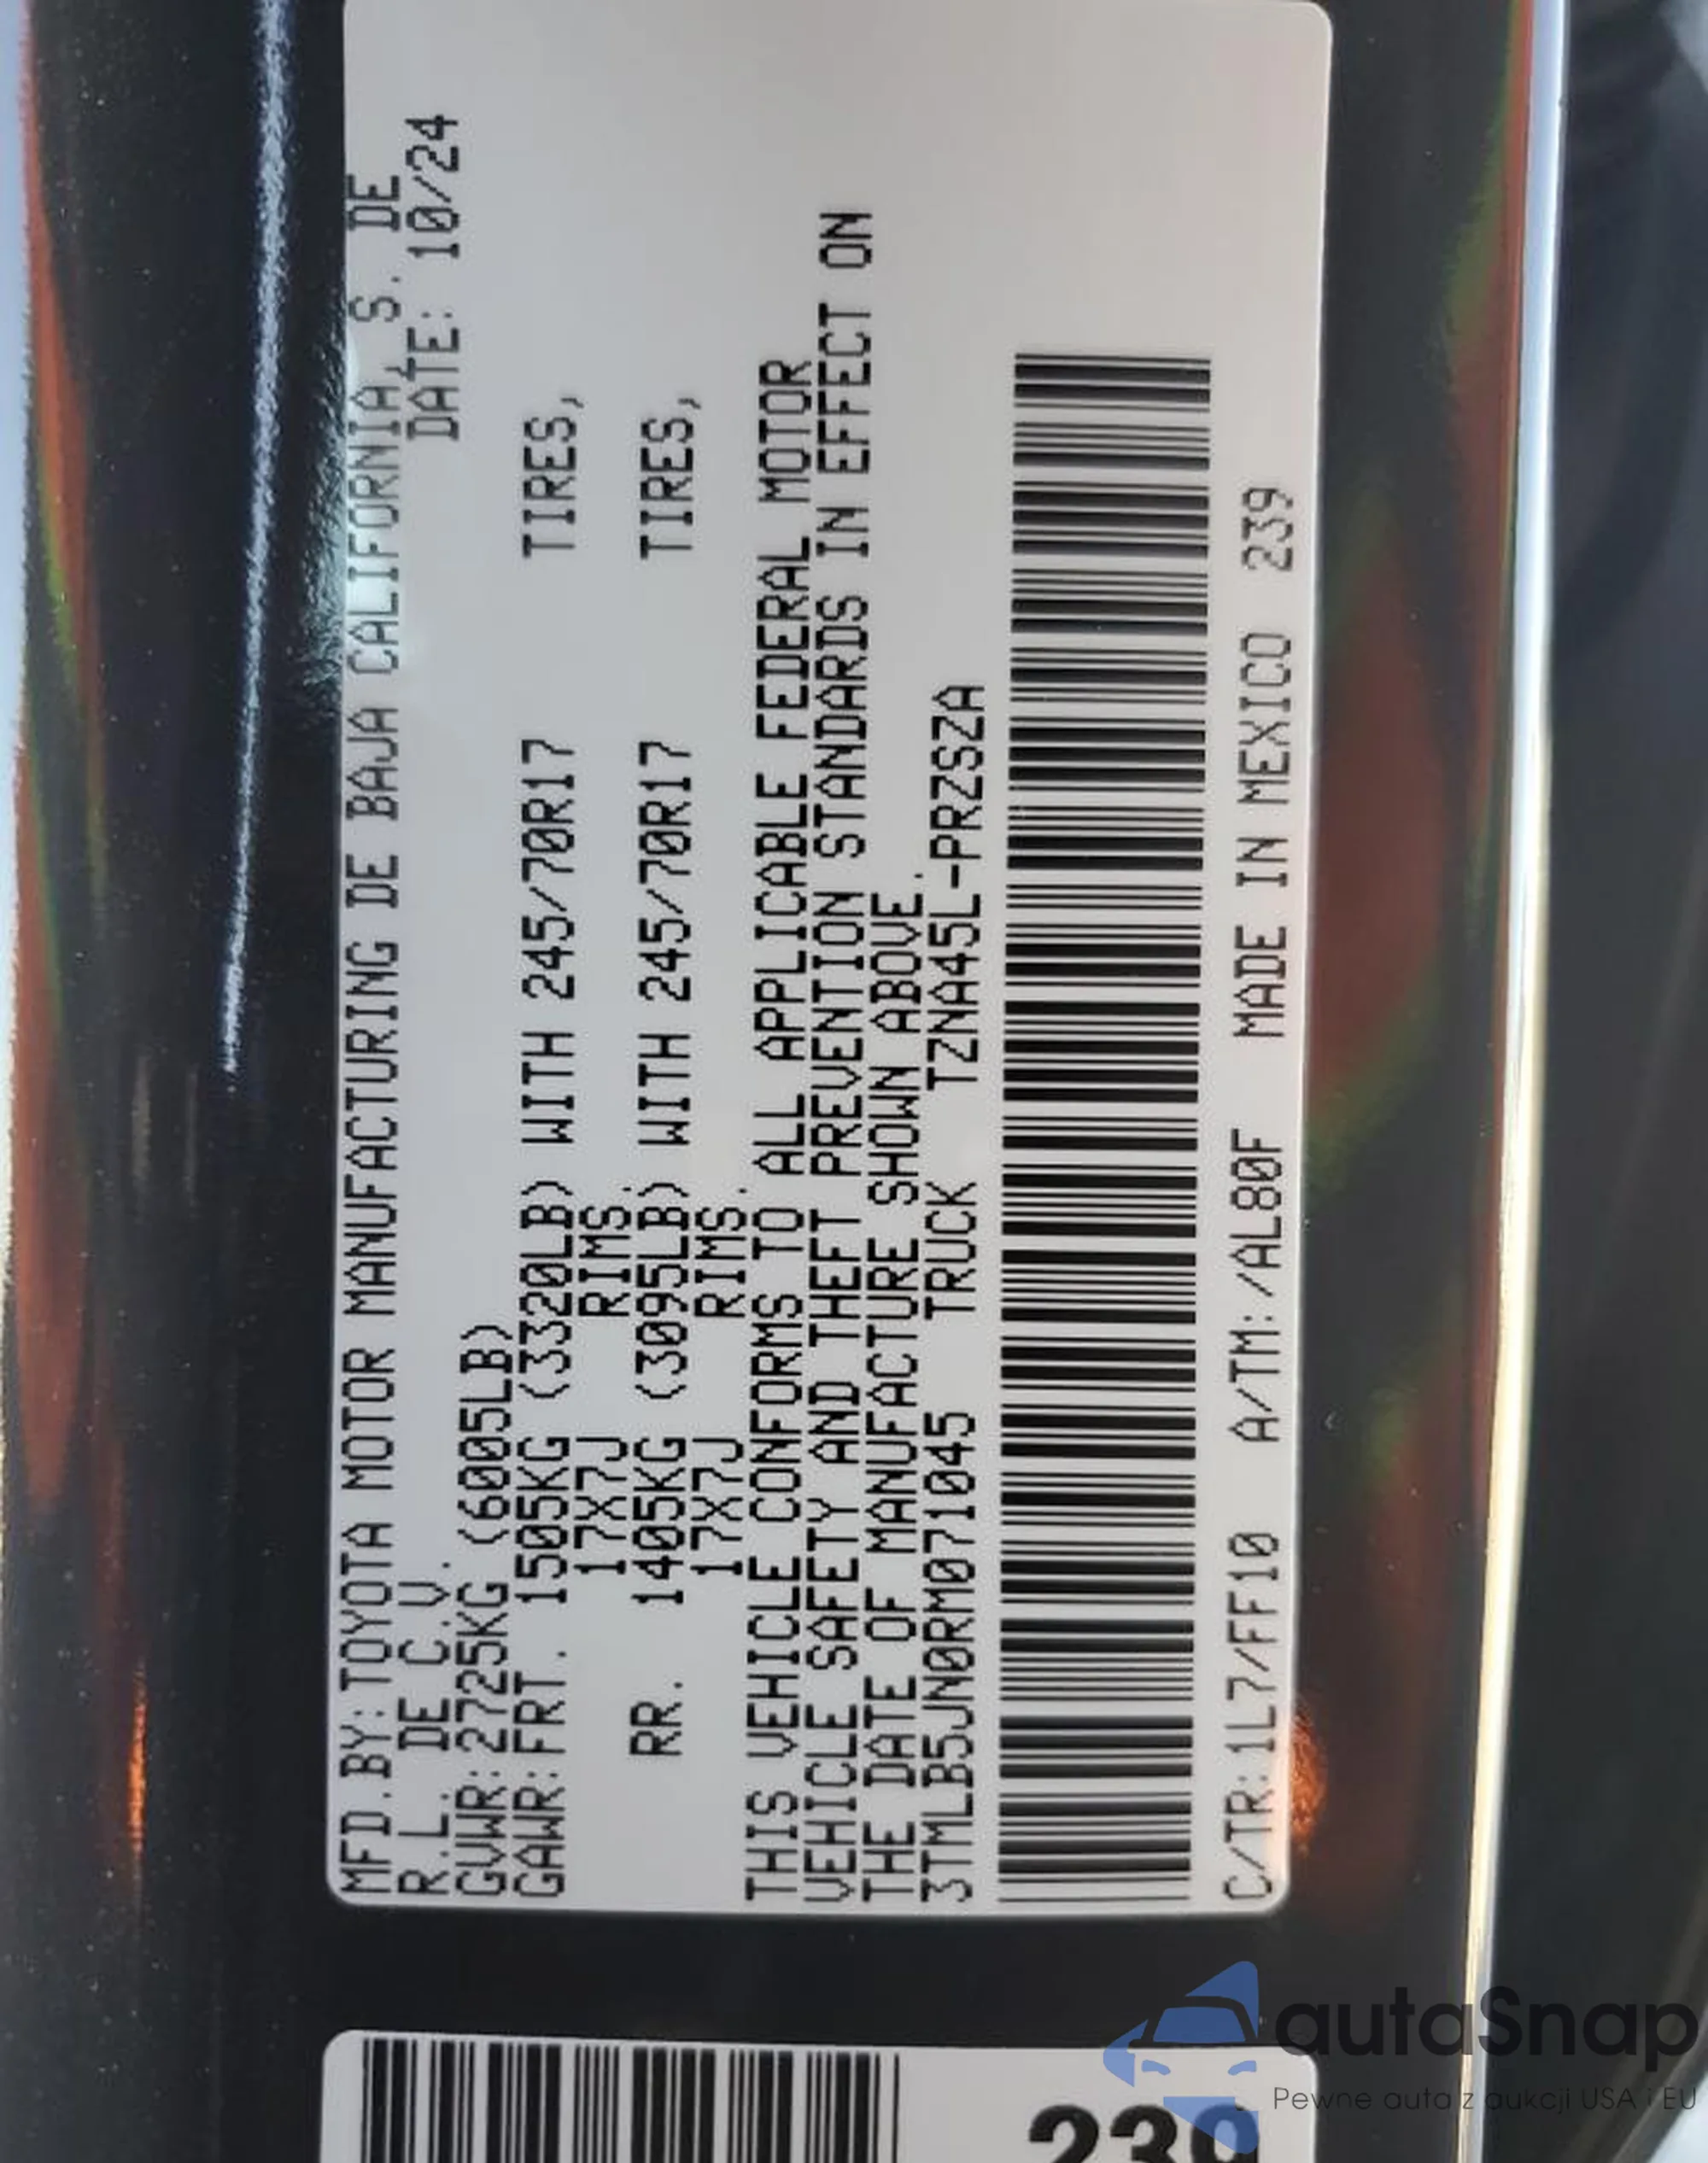 MFD.BY:TOYOTA MOTOR MANUFACTURING DE BAJA CALIFORNIA, S. DE
R.L. DE C.V. DATE: 10/24
GVWR:2725KG (6005LB)
GAWR:FRT. 1505KG (3320LB) WITH 245/70R17 TIRES,
17X7J RIMS.
RR. 1405KG (3095LB) WITH 245/70R17 TIRES,
17X7J RIMS.
THIS VEHICLE CONFORMS TO ALL APPLICABLE FEDERAL MOTOR
VEHICLE SAFETY AND THEFT PREVENTION STANDARDS IN EFFECT ON
THE DATE OF MANUFACTURE SHOWN ABOVE.
3TMLB5JN0RM071045 TRUCK TZNA45L-PRZSZA
C/TR:1L7/FF10 A/TM:/AL80F MADE IN MEXICO 239
239
autaSnap
Pewne auta z aukcji USA i EU